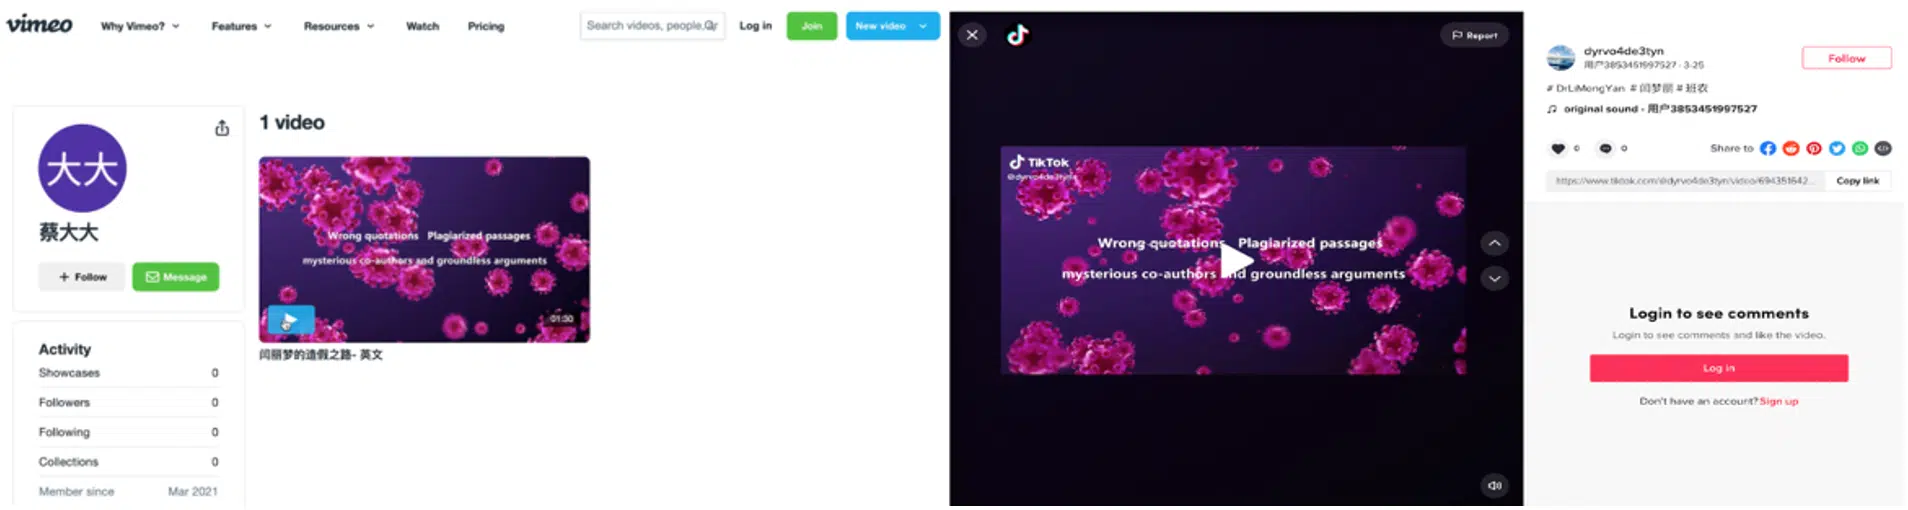 vimeo Why Vimeo? Features Resources Watch Pricing Search videos, people, or Log in Join New video
大大
蔡大大
+ Follow Message
Activity
Showcases 0
Followers 0
Following 0
Collections 0
Member since Mar 2021
1 video
Wrong quotations Plagiarized passages
mysterious co-authors and groundless arguments
01:30
闫丽梦的造假之路- 英文
Report
TikTok
@dyrvo4de3tyn
Wrong quotations Plagiarized passages
mysterious co-authors and groundless arguments
dyrvo4de3tyn
用户3853451997527 · 3-25
Follow
# DrLiMengYan # 闫梦丽 # 班农
original sound - 用户3853451997527
0 0 Share to
https://www.tiktok.com/@dyrvo4de3tyn/video/694351642... Copy link
Login to see comments
Login to see comments and like the video.
Log in
Don't have an account? Sign up